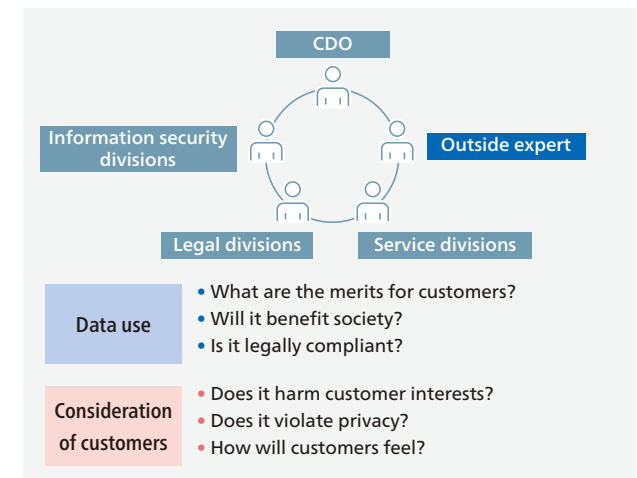 CDO
Information security
divisions
Outside expert
Legal divisions
Service divisions
Data use
• What are the merits for customers?
• Will it benefit society?
• Is it legally compliant?
Consideration
of customers
• Does it harm customer interests?
• Does it violate privacy?
• How will customers feel?